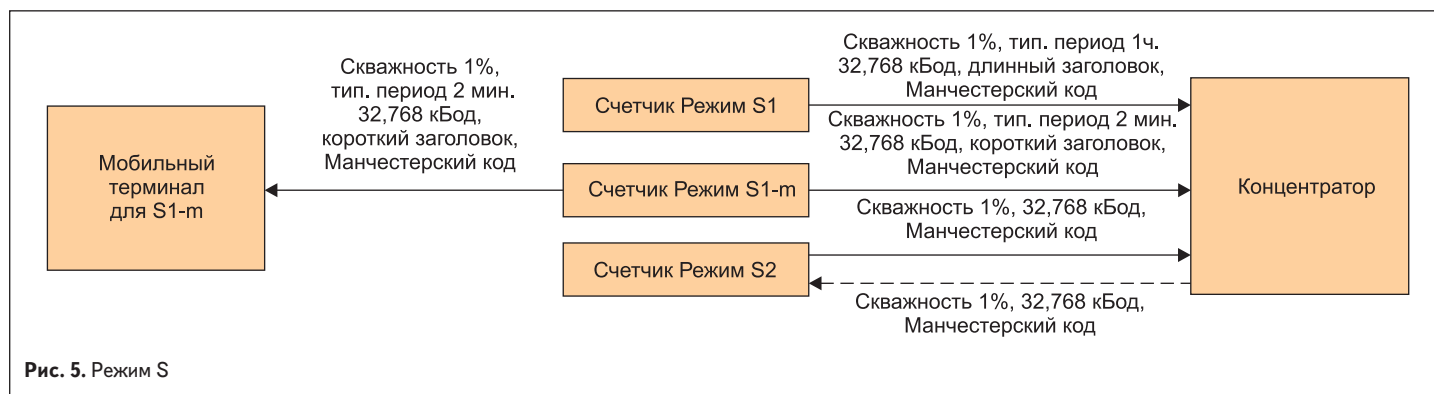 Скважность 1%,
тип. период 2 мин.
32,768 кБод,
короткий заголовок,
Манчестерский код
Мобильный
терминал
для S1-m
Счетчик Режим S1
Счетчик Режим S1-m
Счетчик Режим S2
Скважность 1%, тип. период 1ч.
32,768 кБод, длинный заголовок,
Манчестерский код
Скважность 1%, тип. период 2 мин.
32,768 кБод, короткий заголовок,
Манчестерский код
Скважность 1%, 32,768 кБод,
Манчестерский код
Скважность 1%, 32,768 кБод,
Манчестерский код
Концентратор
Рис. 5. Режим S